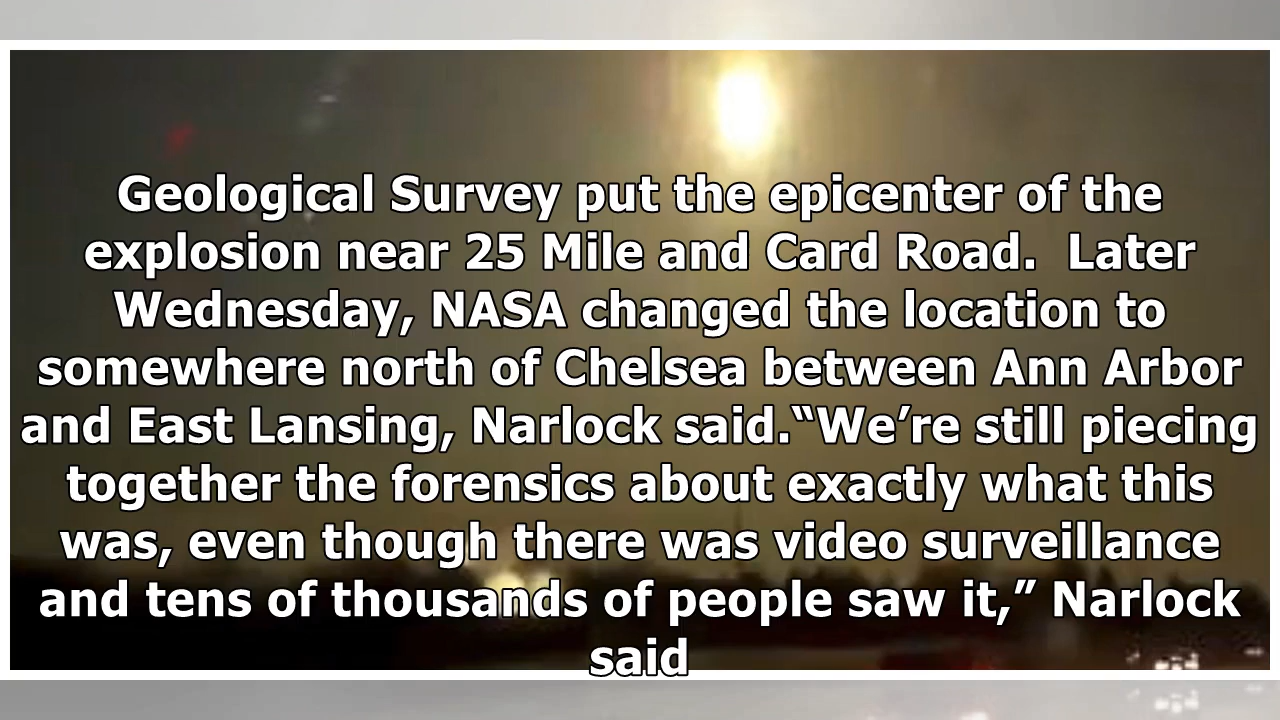 Geological Survey put the epicenter of the
explosion near 25 Mile and Card Road.  Later
Wednesday, NASA changed the location to
somewhere north of Chelsea between Ann Arbor
and East Lansing, Narlock said.“We’re still piecing
together the forensics about exactly what this
was, even though there was video surveillance
and tens of thousands of people saw it,” Narlock
said